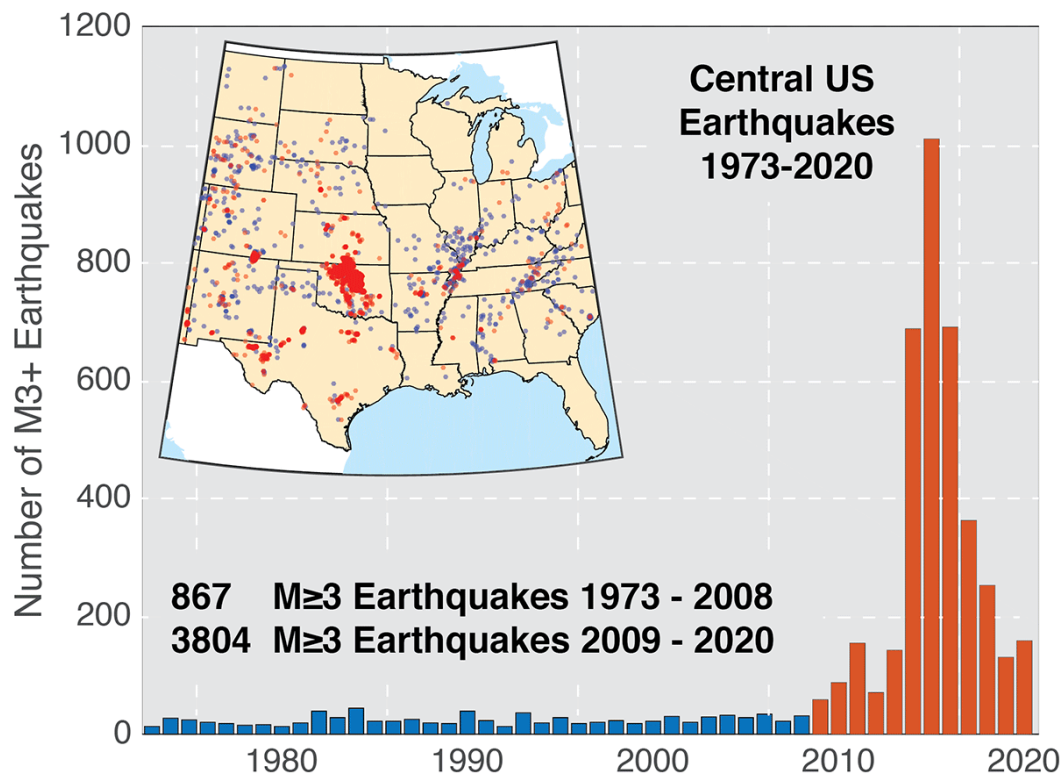 1200
1000
800
600
400
200
0
Number of M3+ Earthquakes
Central US
Earthquakes
1973-2020
867 M≥3 Earthquakes 1973 - 2008
3804 M≥3 Earthquakes 2009 - 2020
1980
1990
2000
2010
2020